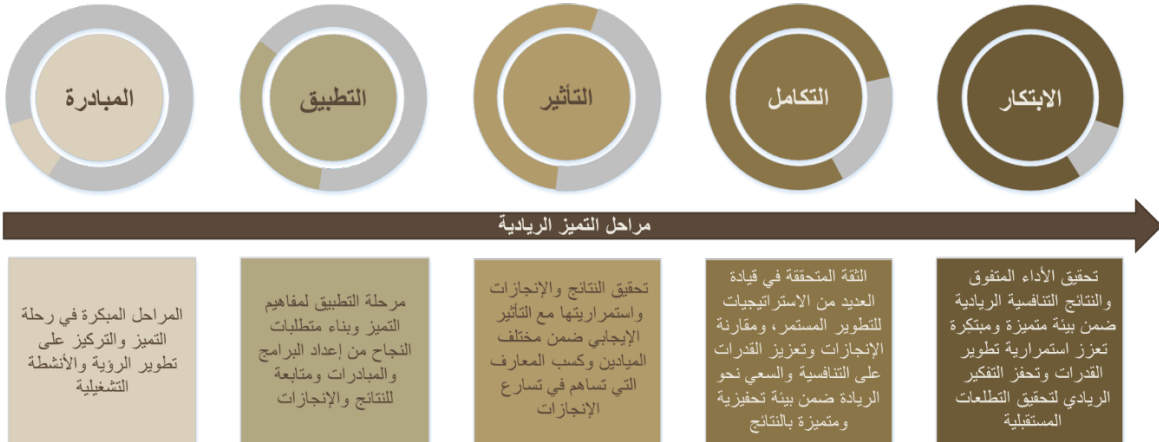 المبادرة
التطبيق
التأثير
التكامل
الابتكار
مراحل التميز الريادية
المراحل المبكرة في رحلة
التميز والتركيز على
تطوير الرؤية والأنشطة
التشغيلية
مرحلة التطبيق لمفاهيم
التميز وبناء متطلبات
النجاح من إعداد البرامج
والمبادرات ومتابعة
للنتائج والإنجازات
تحقيق النتائج والإنجازات
واستمراريتها مع التأثير
الإيجابي ضمن مختلف
الميادين وكسب المعارف
التي تساهم في تسارع
الإنجازات
الثقة المتحققة في قيادة
العديد من الاستراتيجيات
للتطوير المستمر، ومقارنة
الإنجازات وتعزيز القدرات
على التنافسية والسعي نحو
الريادة ضمن بيئة تحفيزية
ومتميزة بالنتائج
تحقيق الأداء المتفوق
والنتائج التنافسية الريادية
ضمن بيئة متميزة ومبتكرة
تعزز استمرارية تطوير
القدرات وتحفز التفكير
الريادي لتحقيق التطلعات
المستقبلية